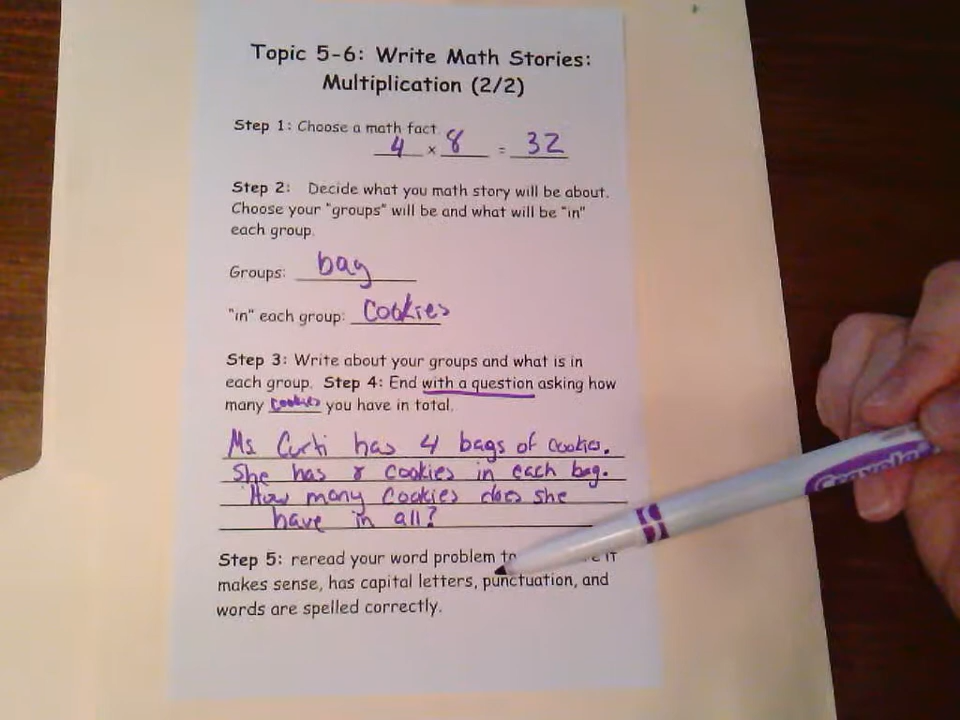 Topic 5-6: Write Math Stories:
Multiplication (2/2)
Step 1: Choose a math fact.
4 x 8 = 32
Step 2: Decide what you math story will be about.
Choose your "groups" will be and what will be "in"
each group.
Groups: bag
"in" each group: cookies
Step 3: Write about your groups and what is in
each group. Step 4: End with a question asking how
many cookies you have in total.
Ms Curti has 4 bags of cookies.
She has 8 cookies in each bag.
How many cookies does she
have in all?
Step 5: reread your word problem to it
makes sense, has capital letters, punctuation, and
words are spelled correctly.
Crayola